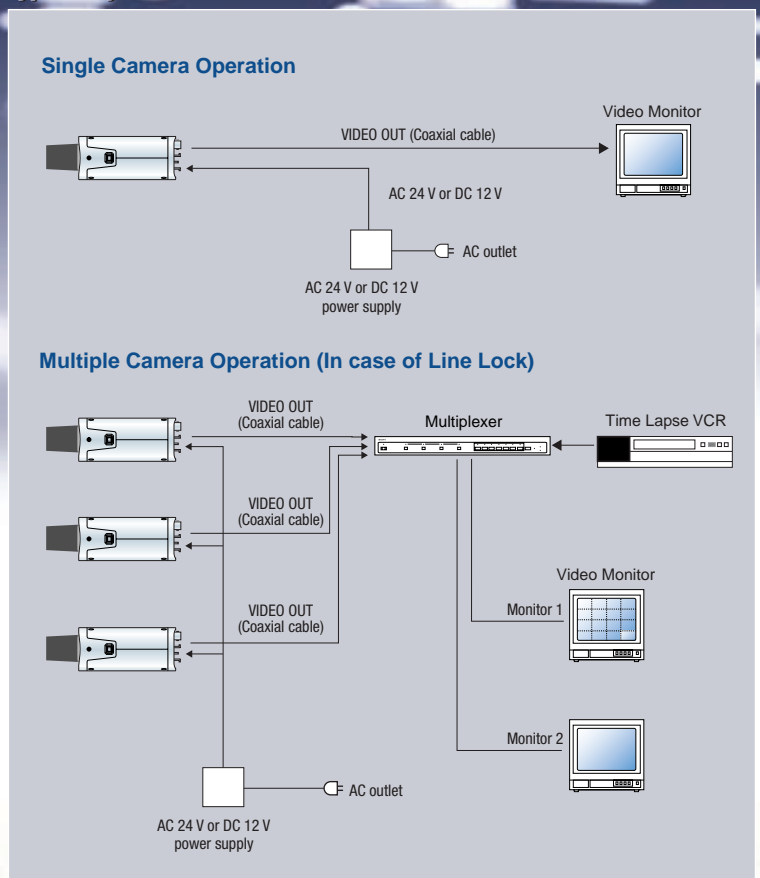 Single Camera Operation
Video Monitor
VIDEO OUT (Coaxial cable)
AC 24 V or DC 12 V
AC outlet
AC 24 V or DC 12 V
power supply
Multiple Camera Operation (In case of Line Lock)
VIDEO OUT
(Coaxial cable)
Multiplexer
Time Lapse VCR
VIDEO OUT
(Coaxial cable)
Video Monitor
VIDEO OUT
(Coaxial cable)
Monitor 1
Monitor 2
AC outlet
AC 24 V or DC 12 V
power supply